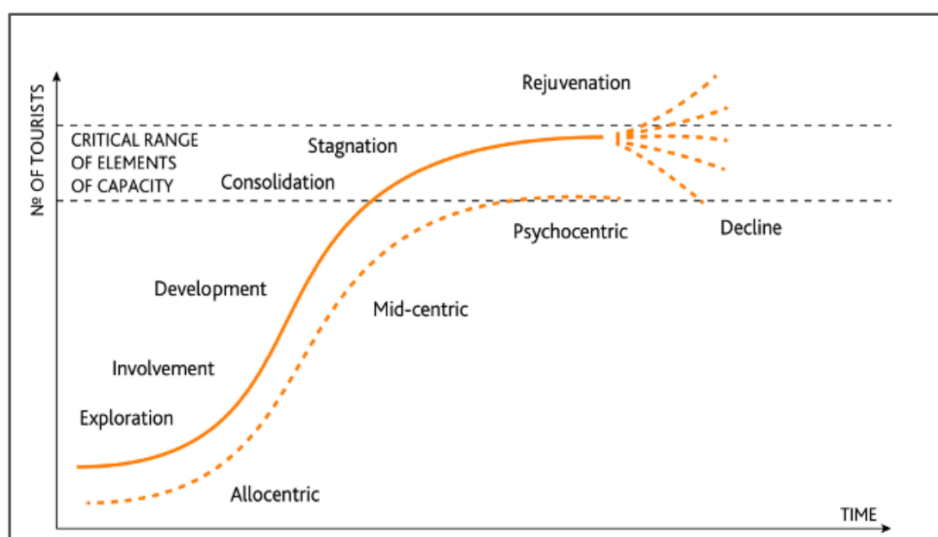 Rejuvenation
Nº OF TOURISTS
CRITICAL RANGE
OF ELEMENTS
OF CAPACITY
Stagnation
Consolidation
Psychocentric
Decline
Development
Mid-centric
Involvement
Exploration
Allocentric
TIME